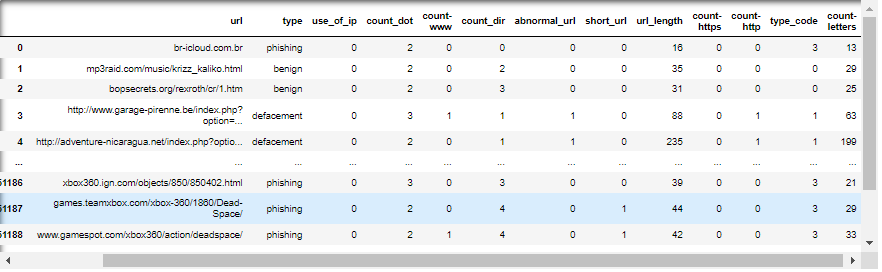 url type use_of_ip count_dot count-www count_dir abnormal_url short_url url_length count-https count-http type_code count-letters
0 br-icloud.com.br phishing 0 2 0 0 0 0 16 0 0 3 13
1 mp3raid.com/music/krizz_kaliko.html benign 0 2 0 2 0 0 35 0 0 0 29
2 bopsecrets.org/rexroth/cr/1.htm benign 0 2 0 3 0 0 31 0 0 0 25
3 http://www.garage-pirenne.be/index.php?option=... defacement 0 3 1 1 1 0 88 0 1 1 63
4 http://adventure-nicaragua.net/index.php?optio... defacement 0 2 0 1 1 0 235 0 1 1 199
... ... ... ... ... ... ... ... ... ... ... ... ... ...
51186 xbox360.ign.com/objects/850/850402.html phishing 0 3 0 3 0 0 39 0 0 3 21
51187 games.teamxbox.com/xbox-360/1860/Dead-Space/ phishing 0 2 0 4 0 1 44 0 0 3 29
51188 www.gamespot.com/xbox360/action/deadspace/ phishing 0 2 1 4 0 1 42 0 0 3 33